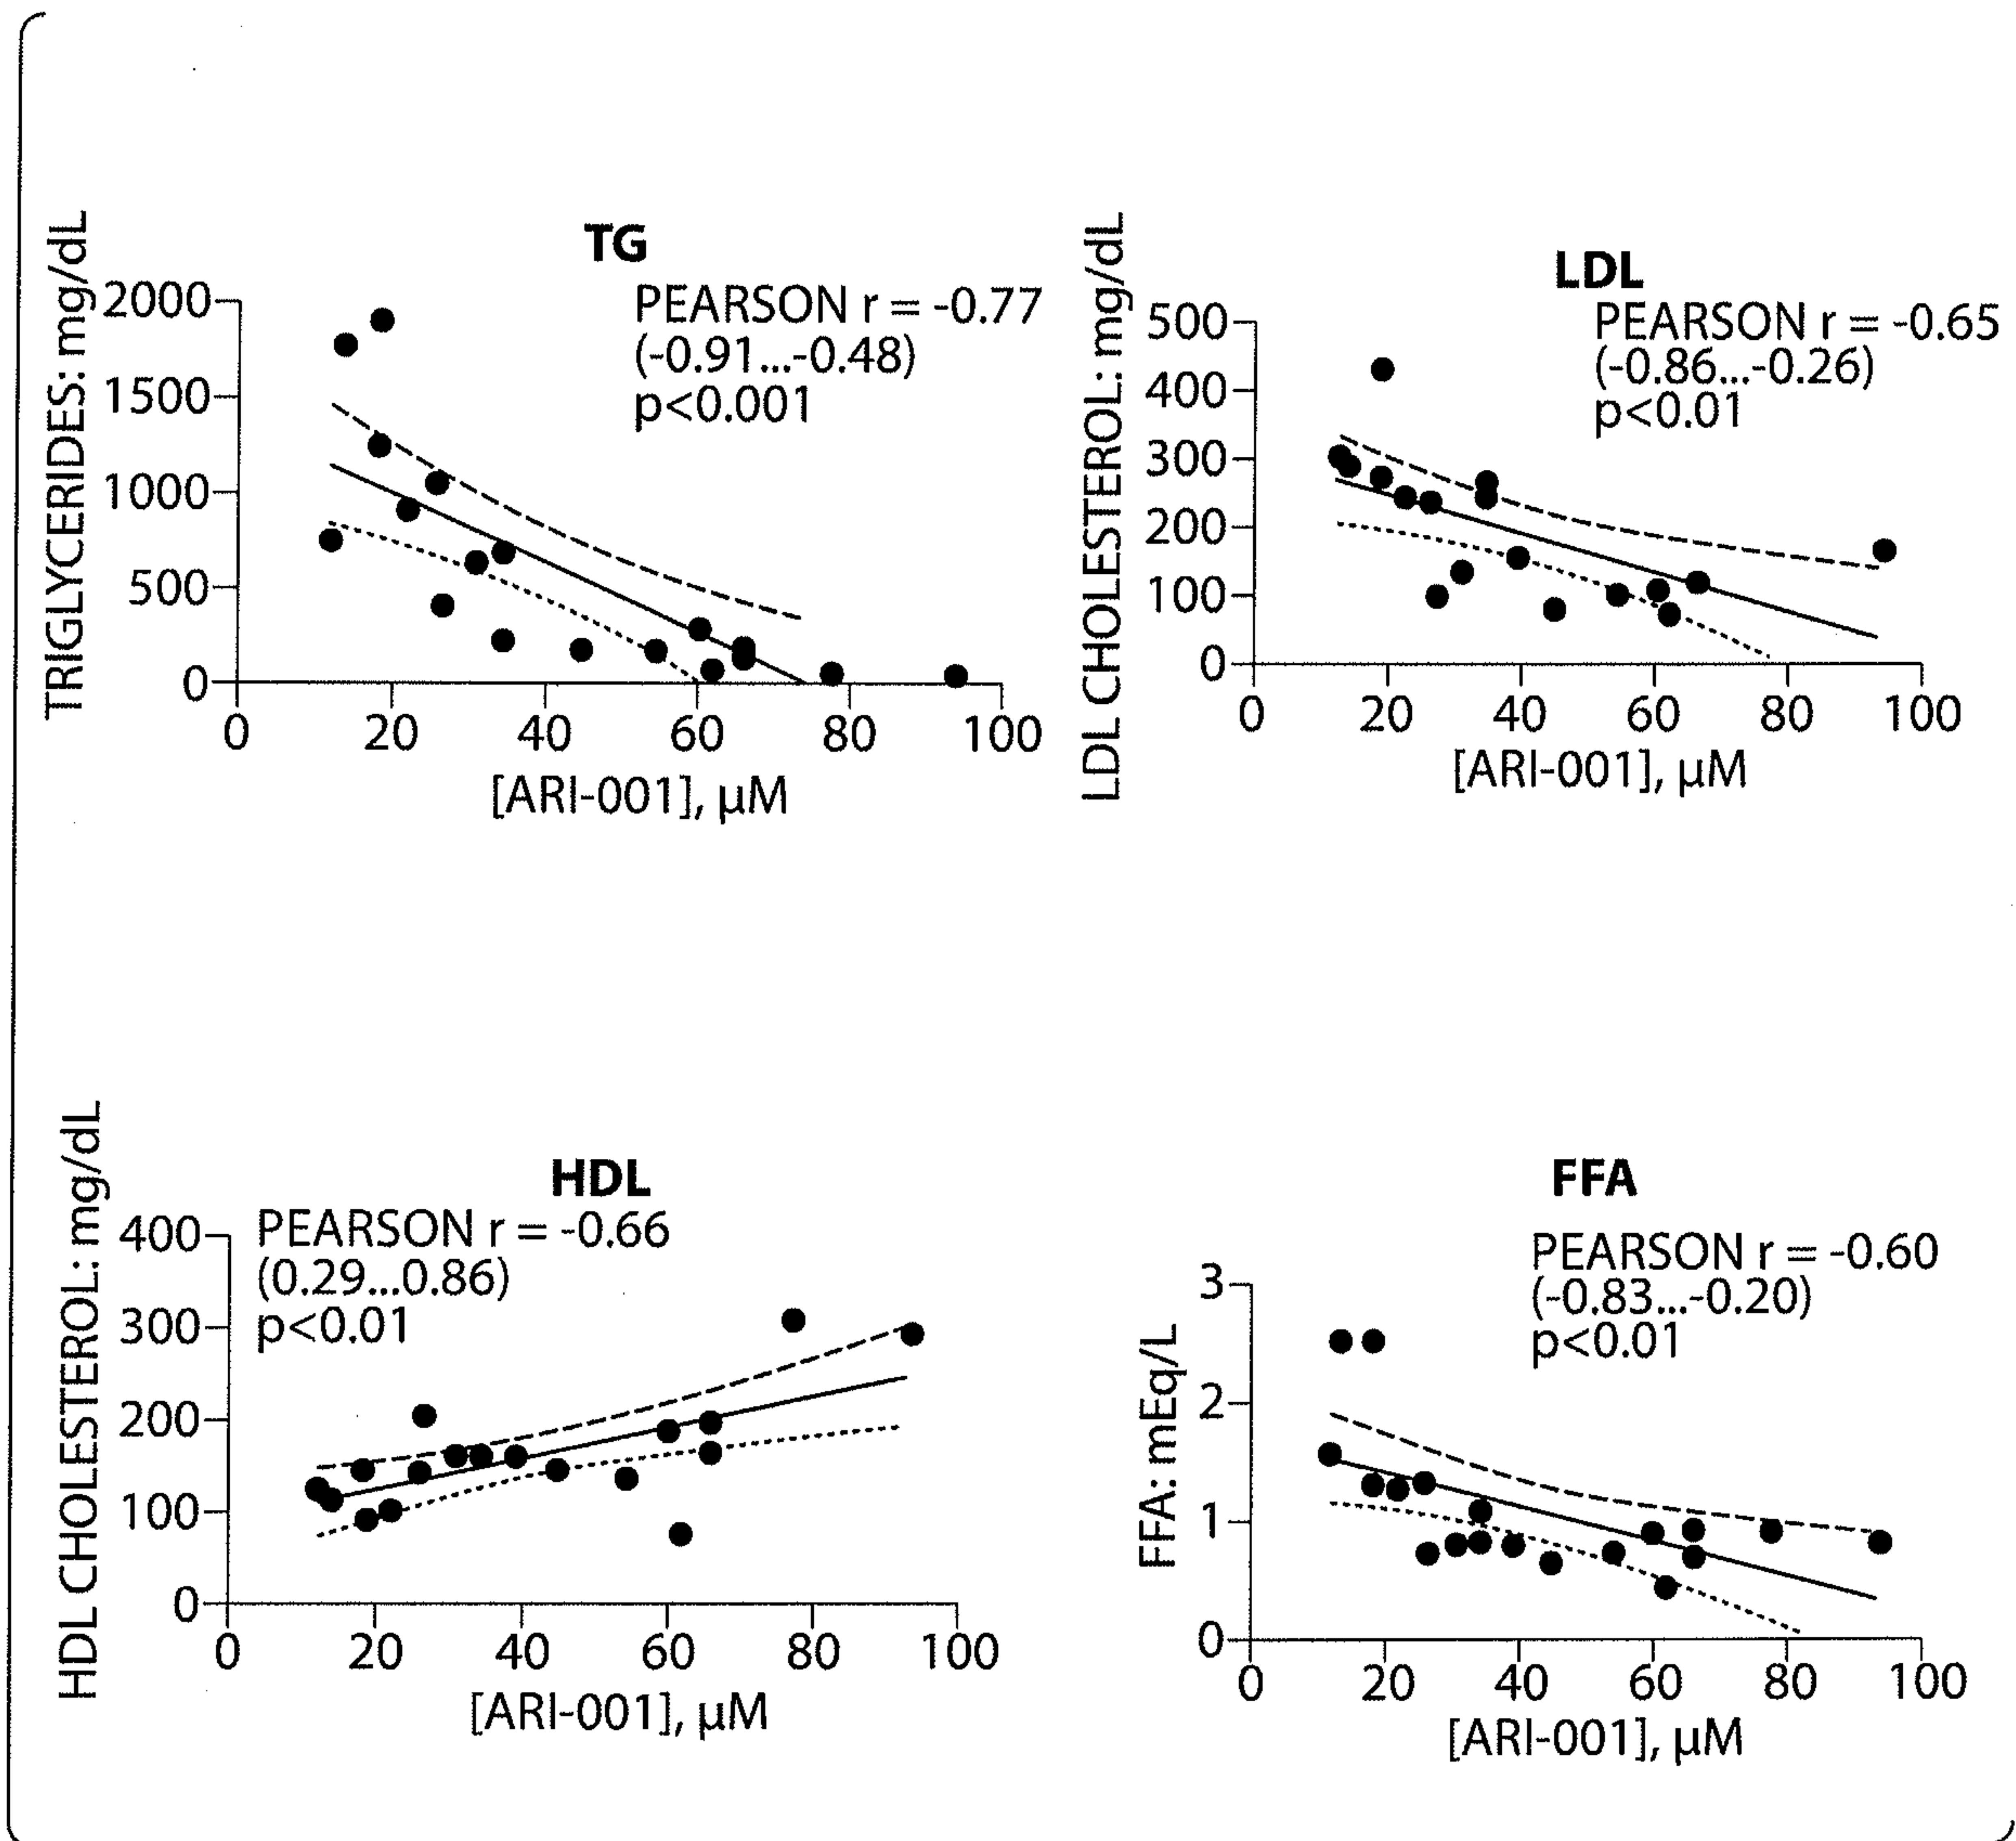 TG
PEARSON r = -0.77
(-0.91...-0.48)
p<0.001
TRIGLYCERIDES: mg/dL
2000
1500
1000
500
0
0 20 40 60 80 100
[ARI-001], µM
LDL
PEARSON r = -0.65
(-0.86...-0.26)
p<0.01
LDL CHOLESTEROL: mg/dL
500
400
300
200
100
0
0 20 40 60 80 100
[ARI-001], µM
HDL
PEARSON r = -0.66
(0.29...0.86)
p<0.01
HDL CHOLESTEROL: mg/dL
400
300
200
100
0
0 20 40 60 80 100
[ARI-001], µM
FFA
PEARSON r = -0.60
(-0.83...-0.20)
p<0.01
FFA: mEq/L
3
2
1
0
0 20 40 60 80 100
[ARI-001], µM